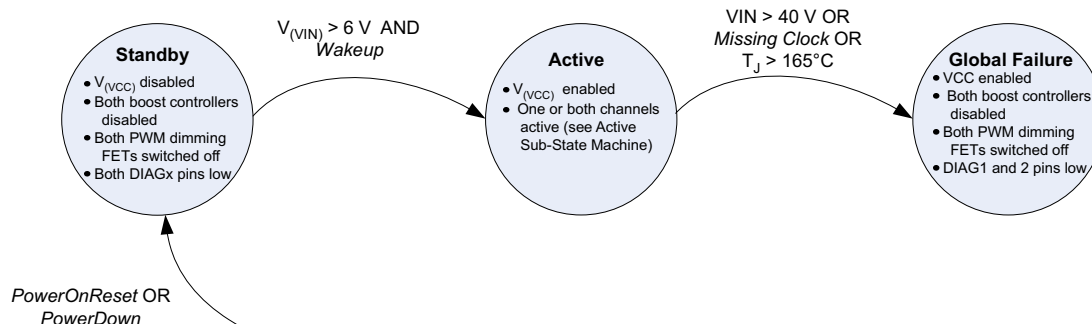 V(VIN) > 6 V AND
Wakeup
VIN > 40 V OR
Missing Clock OR
TJ > 165°C
Standby
• V(VCC) disabled
• Both boost controllers
disabled
• Both PWM dimming
FETs switched off
• Both DIAGx pins low
Active
• V(VCC) enabled
• One or both channels
active (see Active
Sub-State Machine)
Global Failure
• VCC enabled
• Both boost controllers
disabled
• Both PWM dimming
FETs switched off
• DIAG1 and 2 pins low
PowerOnReset OR
PowerDown